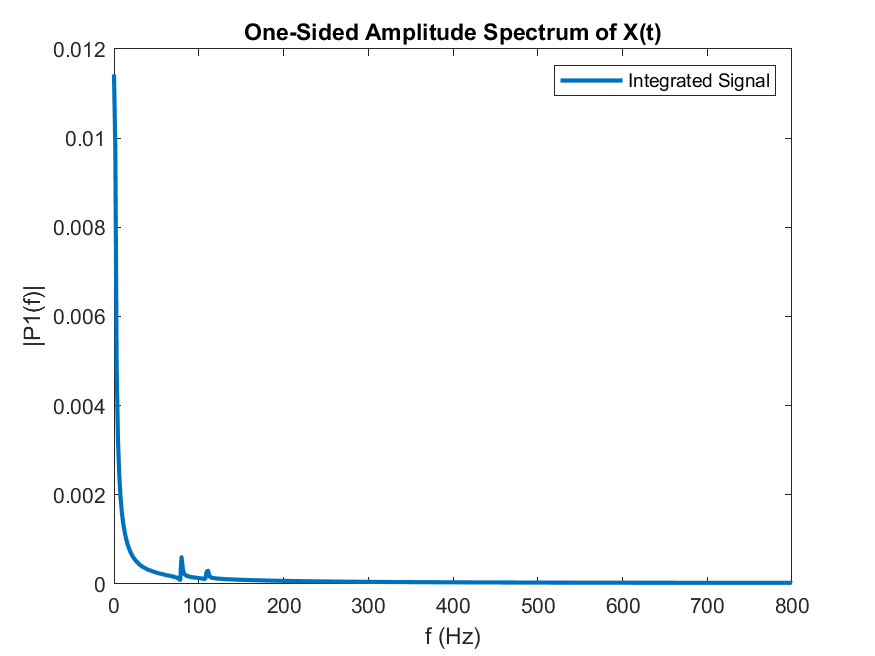 One-Sided Amplitude Spectrum of X(t)
Integrated Signal
0.012
0.01
0.008
0.006
0.004
0.002
0
|P1(f)|
0 100 200 300 400 500 600 700 800
f (Hz)